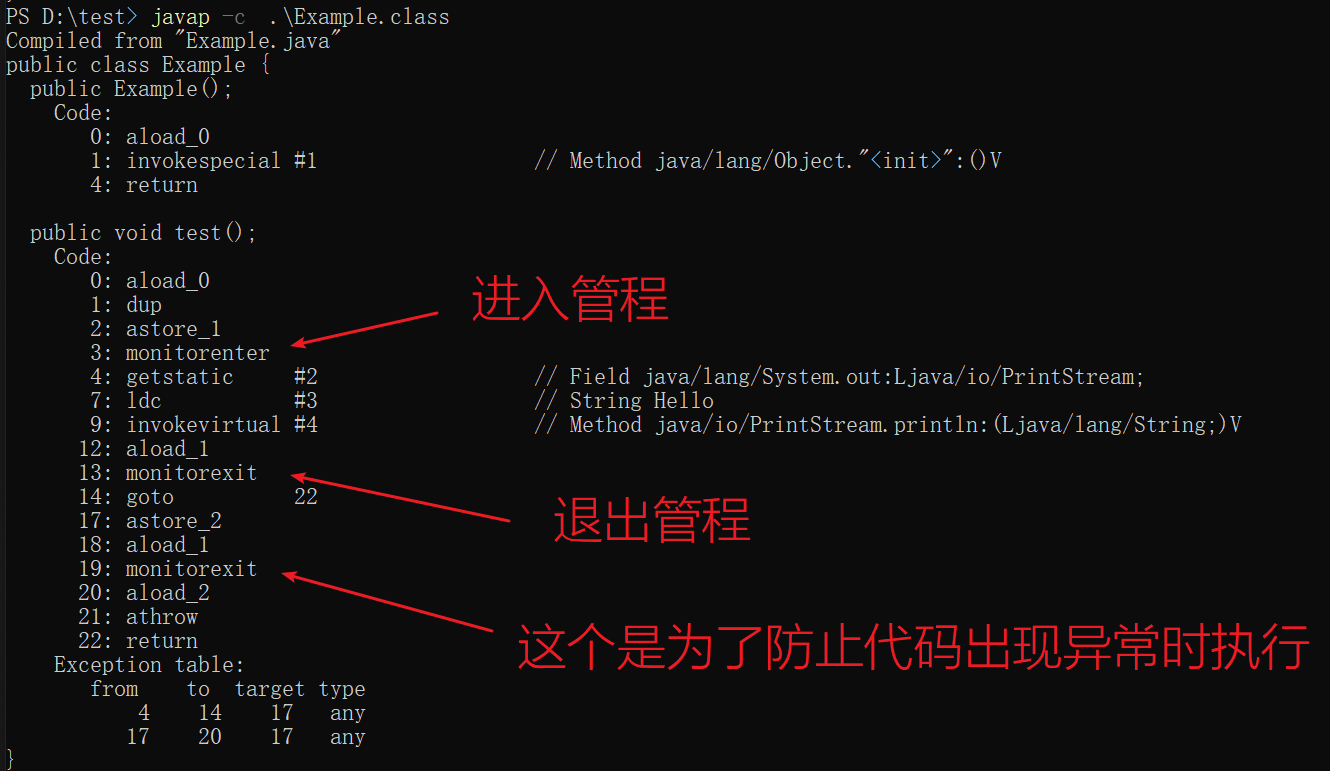 PS D:\test> javap -c  .\Example.class
Compiled from "Example.java"
public class Example {
  public Example();
    Code:
       0: aload_0
       1: invokespecial #1                  // Method java/lang/Object."<init>":()V
       4: return

  public void test();
    Code:
       0: aload_0
       1: dup
进入管程
       2: astore_1
       3: monitorenter
       4: getstatic     #2                  // Field java/lang/System.out:Ljava/io/PrintStream;
       7: ldc           #3                  // String Hello
       9: invokevirtual #4                  // Method java/io/PrintStream.println:(Ljava/lang/String;)V
      12: aload_1
      13: monitorexit
      14: goto          22
      17: astore_2
退出管程
      18: aload_1
      19: monitorexit
      20: aload_2
      21: athrow
      22: return
这个是为了防止代码出现异常时执行
    Exception table:
       from    to  target type
           4    14    17   any
          17    20    17   any
}